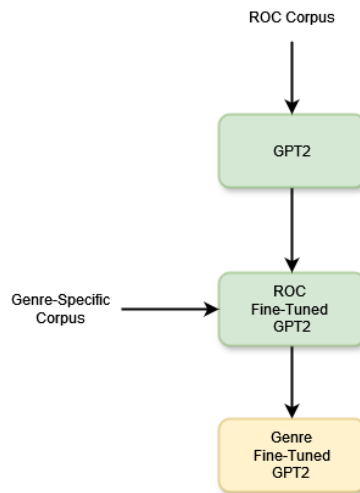 ROC Corpus
GPT2
Genre-Specific
Corpus
ROC
Fine-Tuned
GPT2
Genre
Fine-Tuned
GPT2